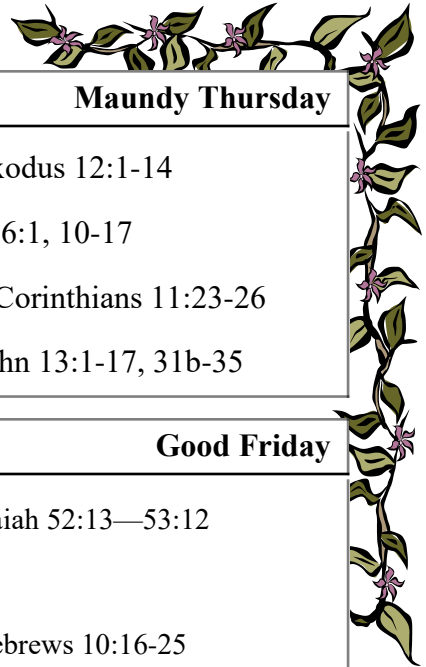 Maundy Thursday
xodus 12:1-14
6:1, 10-17
Corinthians 11:23-26
hn 13:1-17, 31b-35
Good Friday
iah 52:13—53:12
ebrews 10:16-25